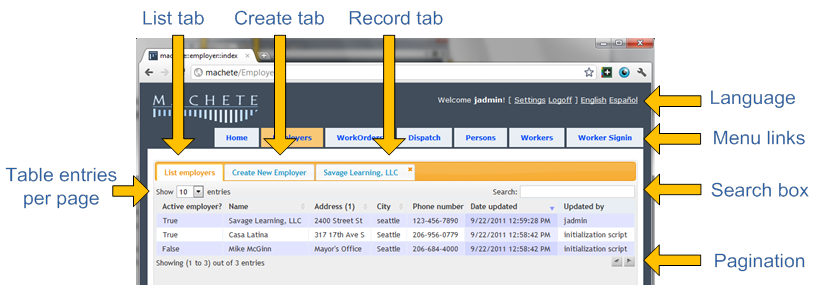 List tab Create tab Record tab
machete::employer::index
machete/Employe
MACHETE
Welcome jadmin! [ Settings Logoff ] English Español
Language
Home ers WorkOrde Dispatch Persons Workers Worker Signin
Menu links
List employers Create New Employer Savage Learning, LLC
Table entries
per page
Show 10 entries Search:
Search box
Active employer? Name Address (1) City Phone number Date updated Updated by
True Savage Learning, LLC 2400 Street St seattle 123-456-7890 9/22/2011 12:59:28 PM jadmin
True Casa Latina 317 17th Ave S seattle 206-956-0779 9/22/2011 12:58:42 PM initialization script
False Mike McGinn Mayor's Office seattle 206-684-4000 9/22/2011 12:58:42 PM initialization script
Showing (1 to 3) out of 3 entries
Pagination